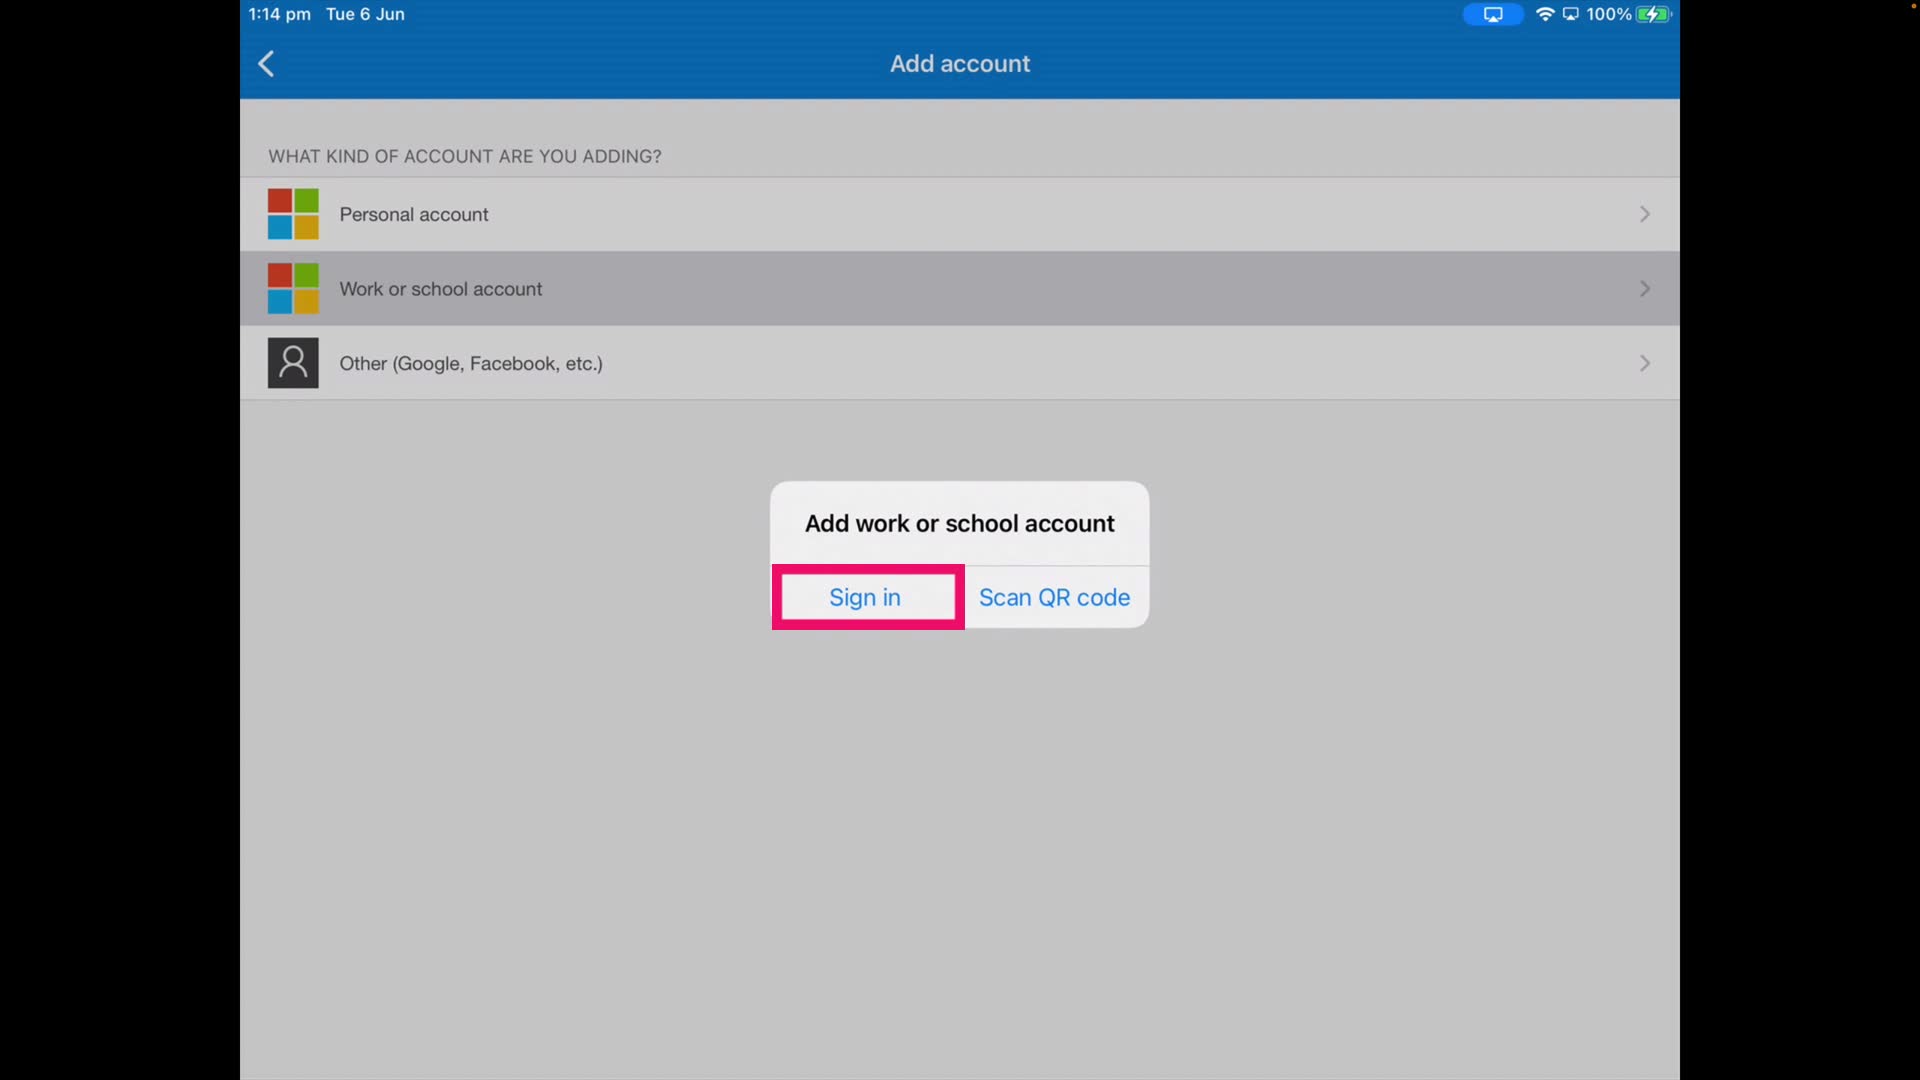 1:14 pm Tue 6 Jun
100%
Add account
WHAT KIND OF ACCOUNT ARE YOU ADDING?
Personal account
Work or school account
Other (Google, Facebook, etc.)
Add work or school account
Sign in
Scan QR code